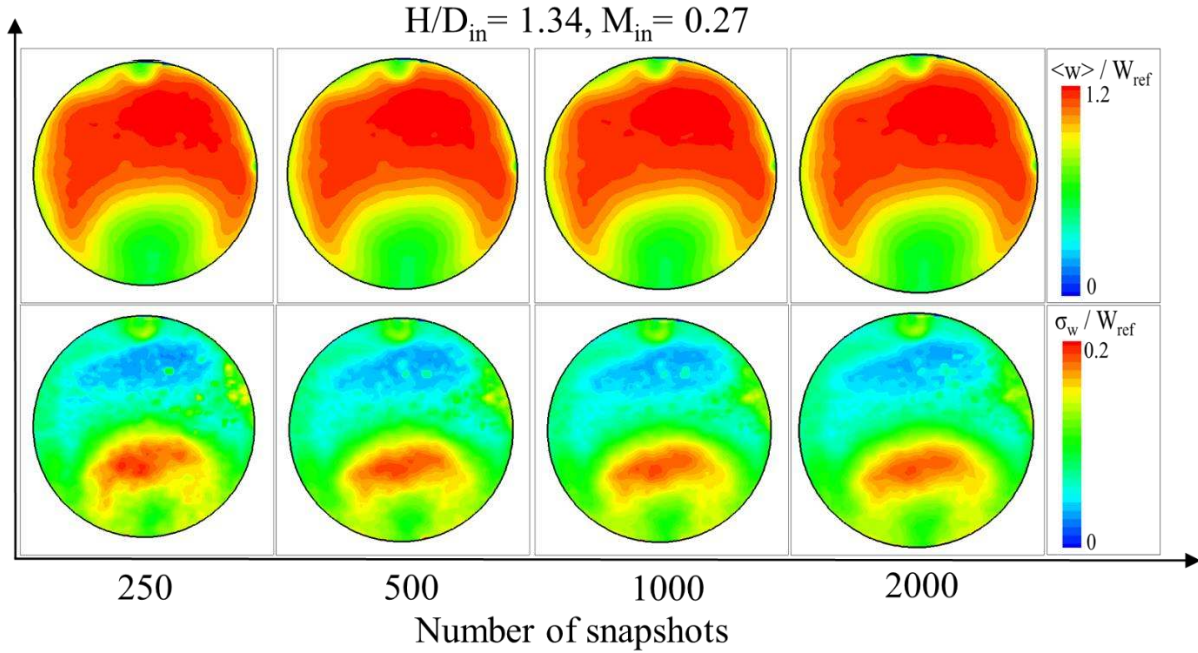 H/D_in= 1.34, M_in= 0.27
<w> / W_ref
1.2
0
σ_w / W_ref
0.2
0
250 500 1000 2000
Number of snapshots